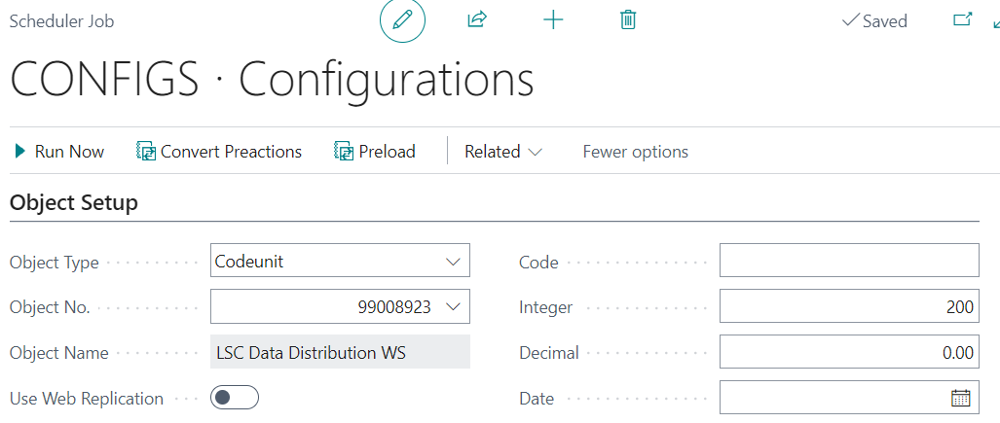 Scheduler Job
Saved
CONFIGS · Configurations
Run Now Convert Preactions Preload Related Fewer options
Object Setup
Object Type Codeunit Code
Object No. 99008923 Integer 200
Object Name LSC Data Distribution WS Decimal 0.00
Use Web Replication Date